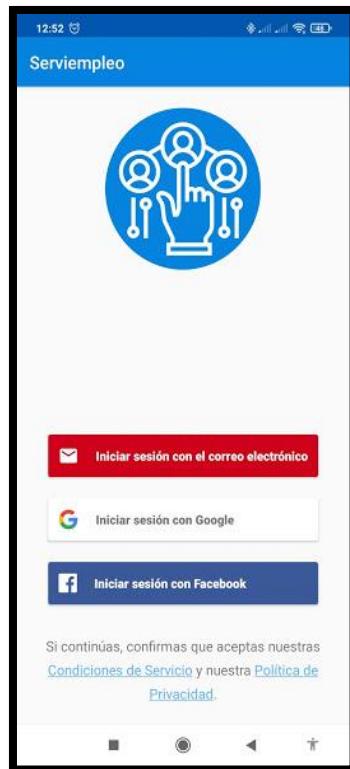 12:52
Serviempleo
Iniciar sesión con el correo electrónico
Iniciar sesión con Google
Iniciar sesión con Facebook
Si continúas, confirmas que aceptas nuestras
Condiciones de Servicio y nuestra Política de
Privacidad.